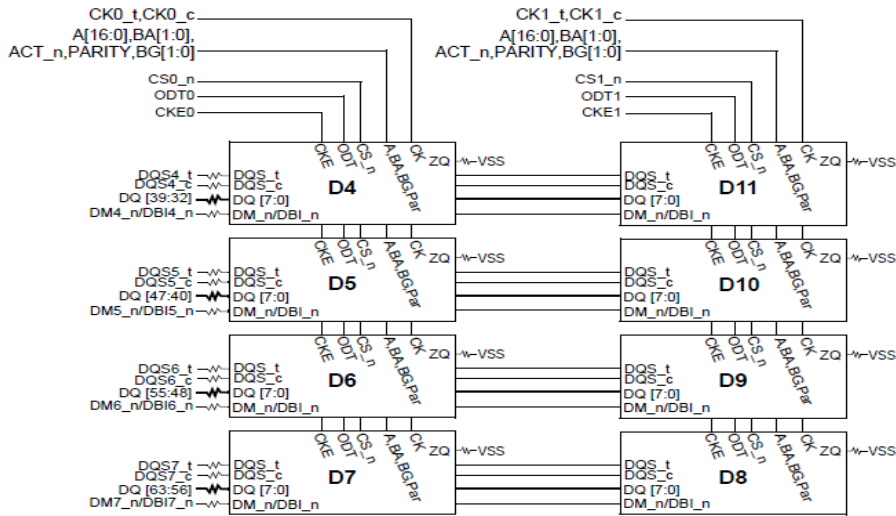 CK0_t,CK0_c
A[16:0],BA[1:0],
ACT_n,PARITY,BG[1:0]
CS0_n
ODT0
CKE0
CK1_t,CK1_c
A[16:0],BA[1:0],
ACT_n,PARITY,BG[1:0]
CS1_n
ODT1
CKE1
CKE ODT CS_n A,BA,BG,Par CK ZQ VSS
DQS4_t DQS_t
DQS4_c DQS_c
DQ [39:32] DQ [7:0]
DM4_n/DBI4_n DM_n/DBI_n
D4
CKE ODT CS_n A,BA,BG,Par CK ZQ VSS
DQS_t
DQS_c
DQ [7:0]
DM_n/DBI_n
D11
CKE ODT CS_n A,BA,BG,Par CK ZQ VSS
DQS5_t DQS_t
DQS5_c DQS_c
DQ [47:40] DQ [7:0]
DM5_n/DBI5_n DM_n/DBI_n
D5
CKE ODT CS_n A,BA,BG,Par CK ZQ VSS
DQS_t
DQS_c
DQ [7:0]
DM_n/DBI_n
D10
CKE ODT CS_n A,BA,BG,Par CK ZQ VSS
DQS6_t DQS_t
DQS6_c DQS_c
DQ [55:48] DQ [7:0]
DM6_n/DBI6_n DM_n/DBI_n
D6
CKE ODT CS_n A,BA,BG,Par CK ZQ VSS
DQS_t
DQS_c
DQ [7:0]
DM_n/DBI_n
D9
CKE ODT CS_n A,BA,BG,Par CK ZQ VSS
DQS7_t DQS_t
DQS7_c DQS_c
DQ [63:56] DQ [7:0]
DM7_n/DBI7_n DM_n/DBI_n
D7
CKE ODT CS_n A,BA,BG,Par CK ZQ VSS
DQS_t
DQS_c
DQ [7:0]
DM_n/DBI_n
D8